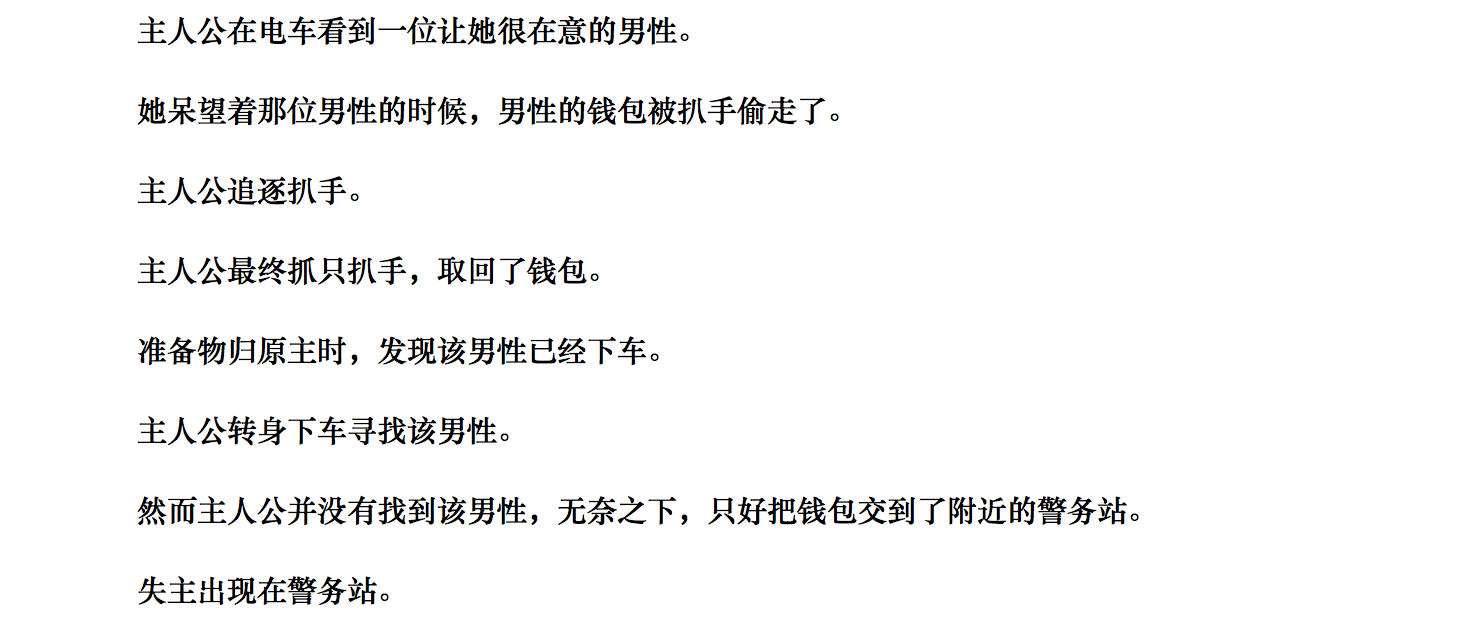 主人公在电车看到一位让她很在意的男性。
她呆望着那位男性的时候，男性的钱包被扒手偷走了。
主人公追逐扒手。
主人公最终抓只扒手，取回了钱包。
准备物归原主时，发现该男性已经下车。
主人公转身下车寻找该男性。
然而主人公并没有找到该男性，无奈之下，只好把钱包交到了附近的警务站。
失主出现在警务站。